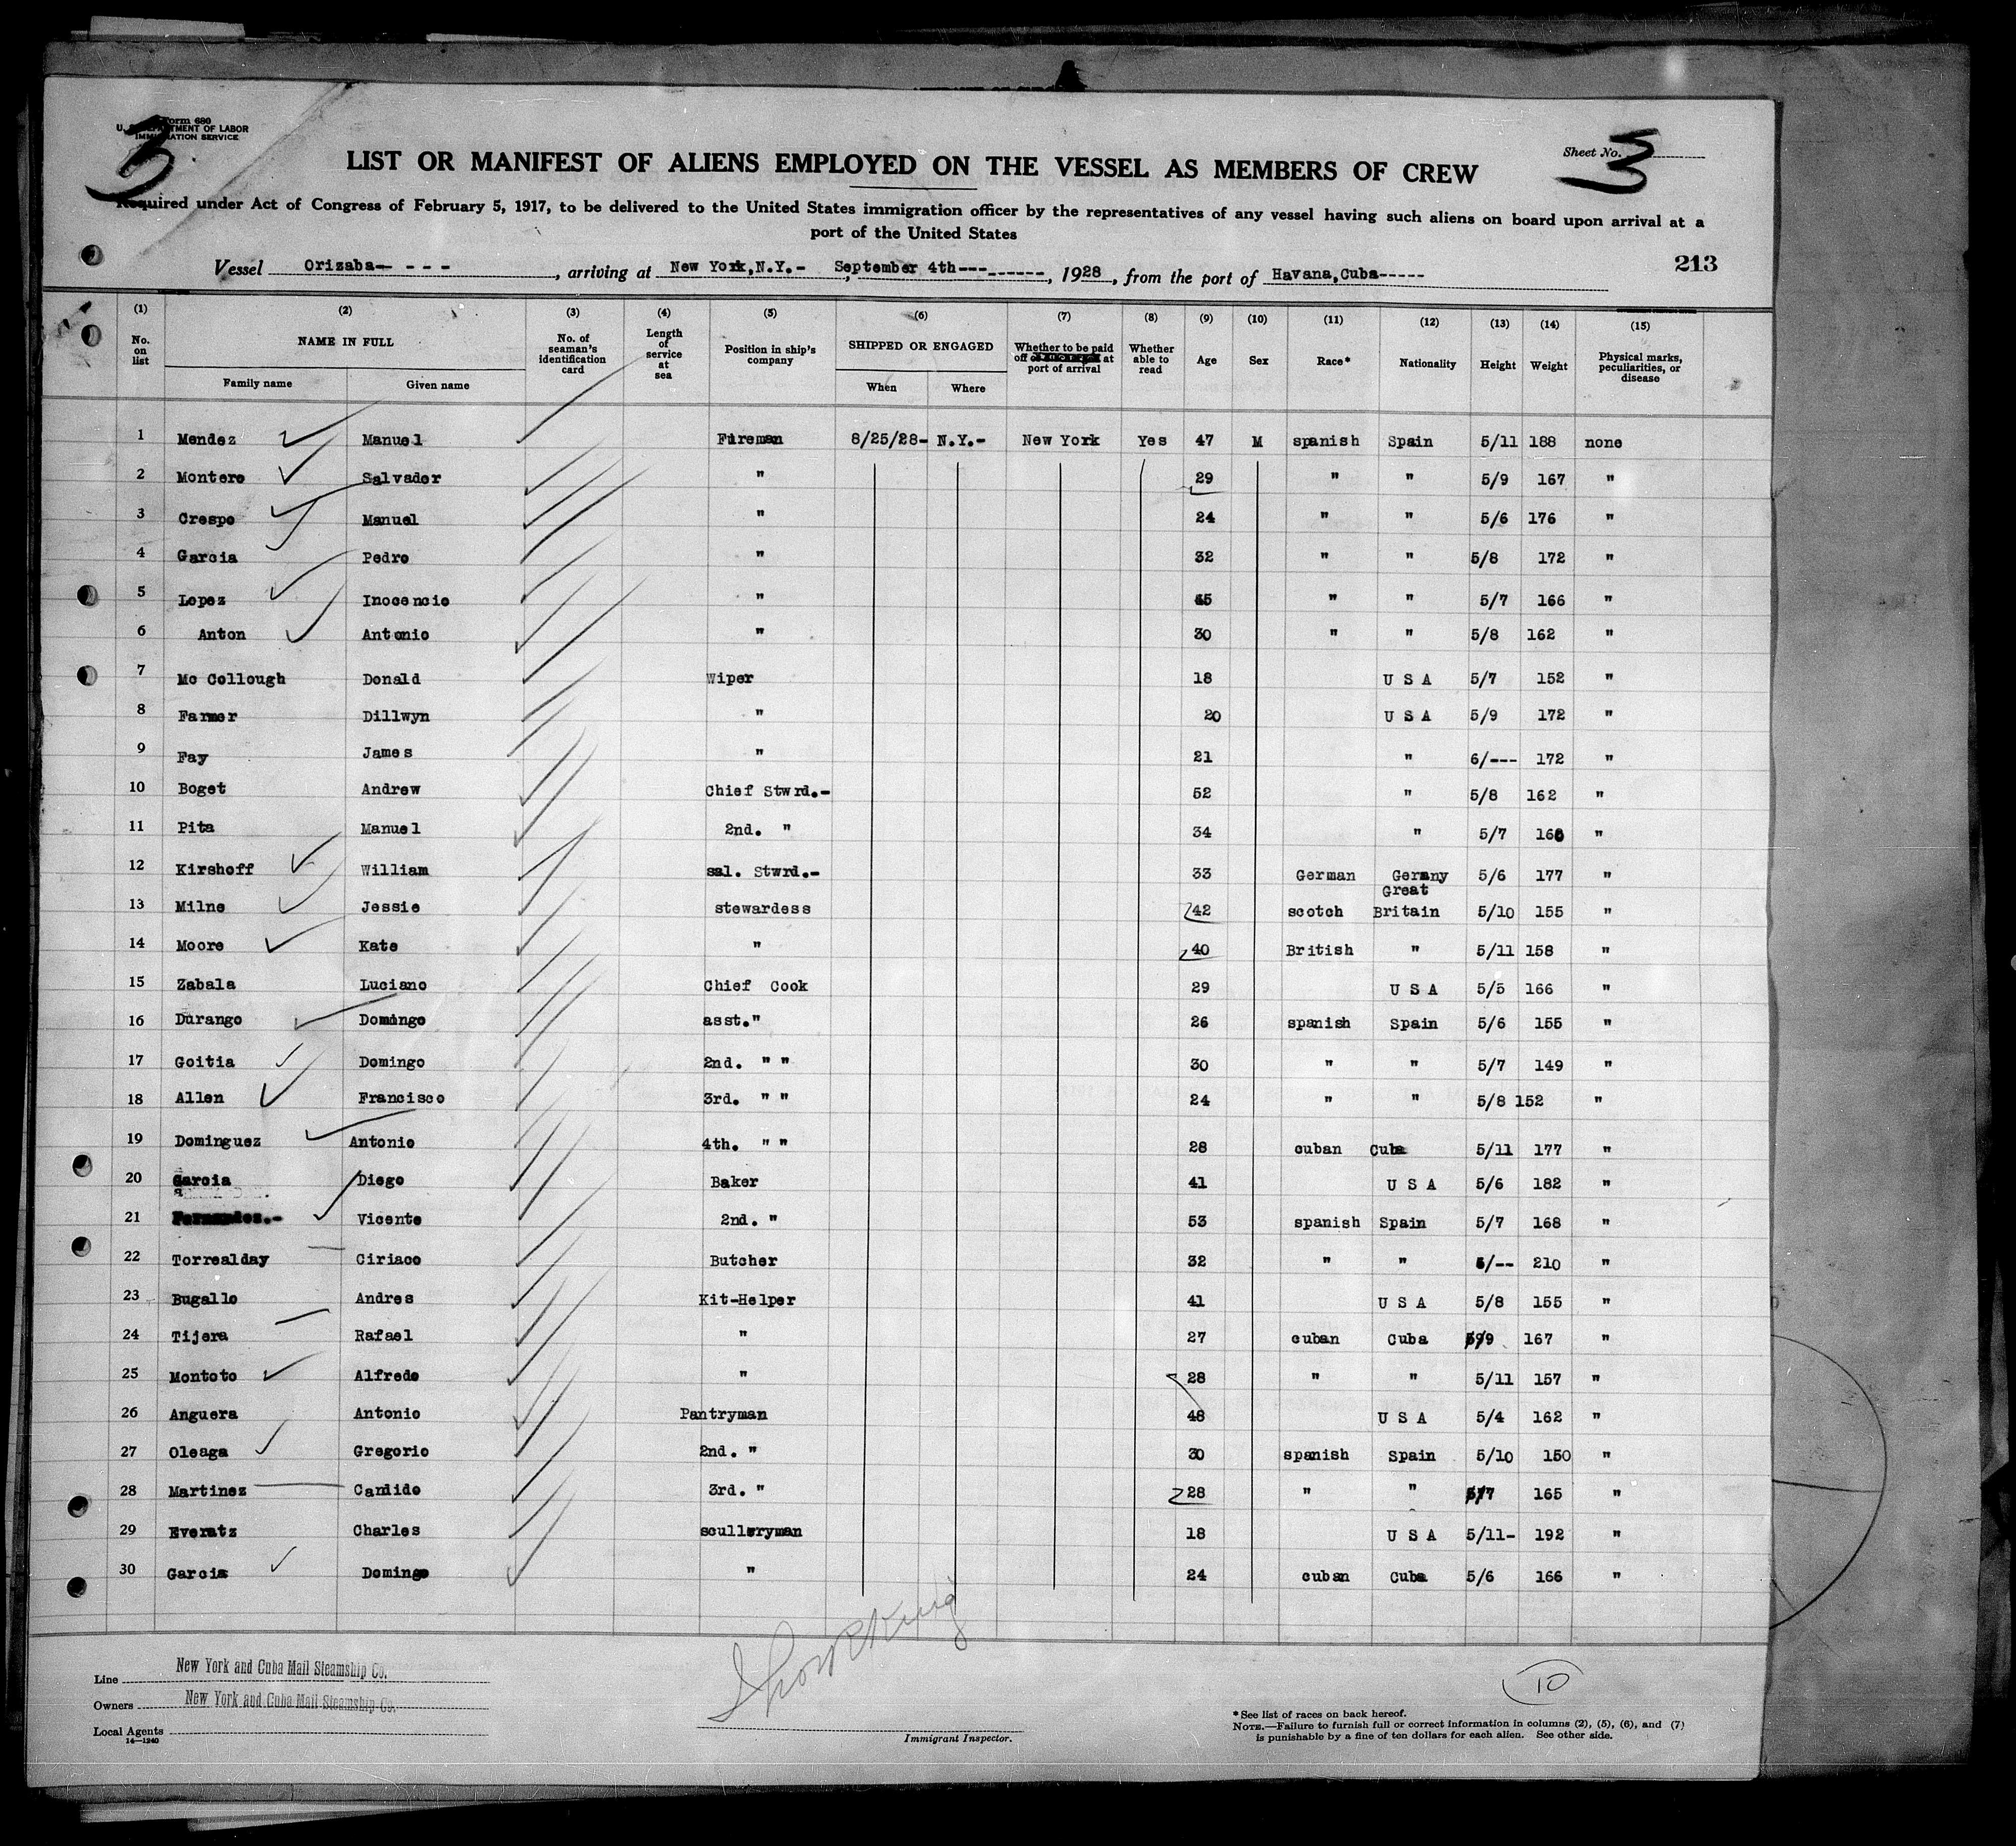 Form 680
U. S. DEPARTMENT OF LABOR
IMMIGRATION SERVICE
3
Sheet No. 3
LIST OR MANIFEST OF ALIENS EMPLOYED ON THE VESSEL AS MEMBERS OF CREW
Required under Act of Congress of February 5, 1917, to be delivered to the United States immigration officer by the representatives of any vessel having such aliens on board upon arrival at a
port of the United States
213
Vessel Orizaba- - - -, arriving at New York, N.Y.- September 4th---------, 1928, from the port of Havana, Cuba-----
(1) (2) (3) (4) (5) (6) (7) (8) (9) (10) (11) (12) (13) (14) (15)
No. on list NAME IN FULL No. of seaman's identification card Length of service at sea Position in ship's company SHIPPED OR ENGAGED Whether to be paid off at port of arrival Whether able to read Age Sex Race* Nationality Height Weight Physical marks, peculiarities, or disease
Family name Given name When Where
1 Mendez Manuel Fireman 8/25/28- N.Y.- New York Yes 47 M spanish Spain 5/11 188 none
2 Montero Salvador " 29 " " 5/9 167 "
3 Crespo Manuel " 24 " " 5/6 176 "
4 Garcia Pedro " 32 " " 5/8 172 "
5 Lopez Inocencio " 45 " " 5/7 166 "
6 Anton Antonio " 30 " " 5/8 162 "
7 Mc Collough Donald Wiper 18 U S A 5/7 152 "
8 Farmer Dillwyn " 20 U S A 5/9 172 "
9 Fay James " 21 " 6/--- 172 "
10 Boget Andrew Chief Stwrd.- 52 " 5/8 162 "
11 Pita Manuel 2nd. " 34 " 5/7 166 "
12 Kirshoff William sal. Stwrd.- 33 German Gernny 5/6 177 "
13 Milne Jessie stewardess 42 scotch Great Britain 5/10 155 "
14 Moore Kate " 40 British " 5/11 158 "
15 Zabala Luciano Chief Cook 29 U S A 5/5 166 "
16 Durango Domingo asst." 26 spanish Spain 5/6 155 "
17 Goitia Domingo 2nd. " " 30 " " 5/7 149 "
18 Allen Francisco 3rd. " " 24 " " 5/8 152 "
19 Dominguez Antonio 4th. " " 28 cuban Cuba 5/11 177 "
20 Garcia Diego Baker 41 U S A 5/6 182 "
21 Fernandez.- Vicente 2nd. " 53 spanish Spain 5/7 168 "
22 Torrealday Ciriaco Butcher 32 " " /-- 210 "
23 Bugallo Andres Kit-Helper 41 U S A 5/8 155 "
24 Tijera Rafael " 27 cuban Cuba 5/9 167 "
25 Montoto Alfredo " 28 " " 5/11 157 "
26 Anguera Antonio Pantryman 48 U S A 5/4 162 "
27 Oleaga Gregorio 2nd. " 30 spanish Spain 5/10 150 "
28 Martinez Candido 3rd. " 28 " " 5/7 165 "
29 Everatz Charles sculleryman 18 U S A 5/11- 192 "
30 Garcia Domingo " 24 cuban Cuba 5/6 166 "
Line New York and Cuba Mail Steamship Co.
Owners New York and Cuba Mail Steamship Co.
Local Agents
14—1240
Immigrant Inspector.
10
* See list of races on back hereof.
NOTE.—Failure to furnish full or correct information in columns (2), (5), (6), and (7)
is punishable by a fine of ten dollars for each alien. See other side.